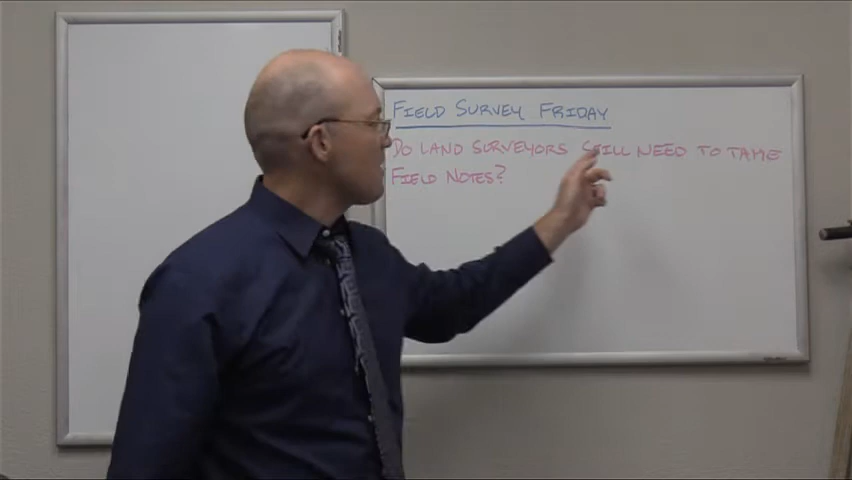 FIELD SURVEY FRIDAY
DO LAND SURVEYORS STILL NEED TO TAKE
FIELD NOTES?